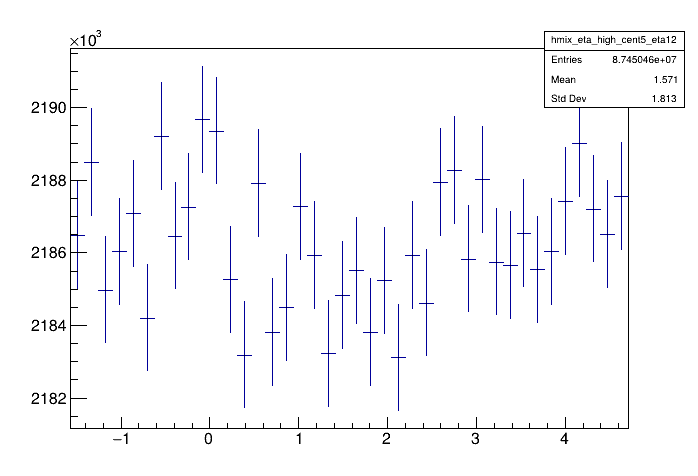 ×10³
hmix_eta_high_cent5_eta12
Entries 8.745046e+07
Mean 1.571
Std Dev 1.813
2190
2188
2186
2184
2182
−1 0 1 2 3 4